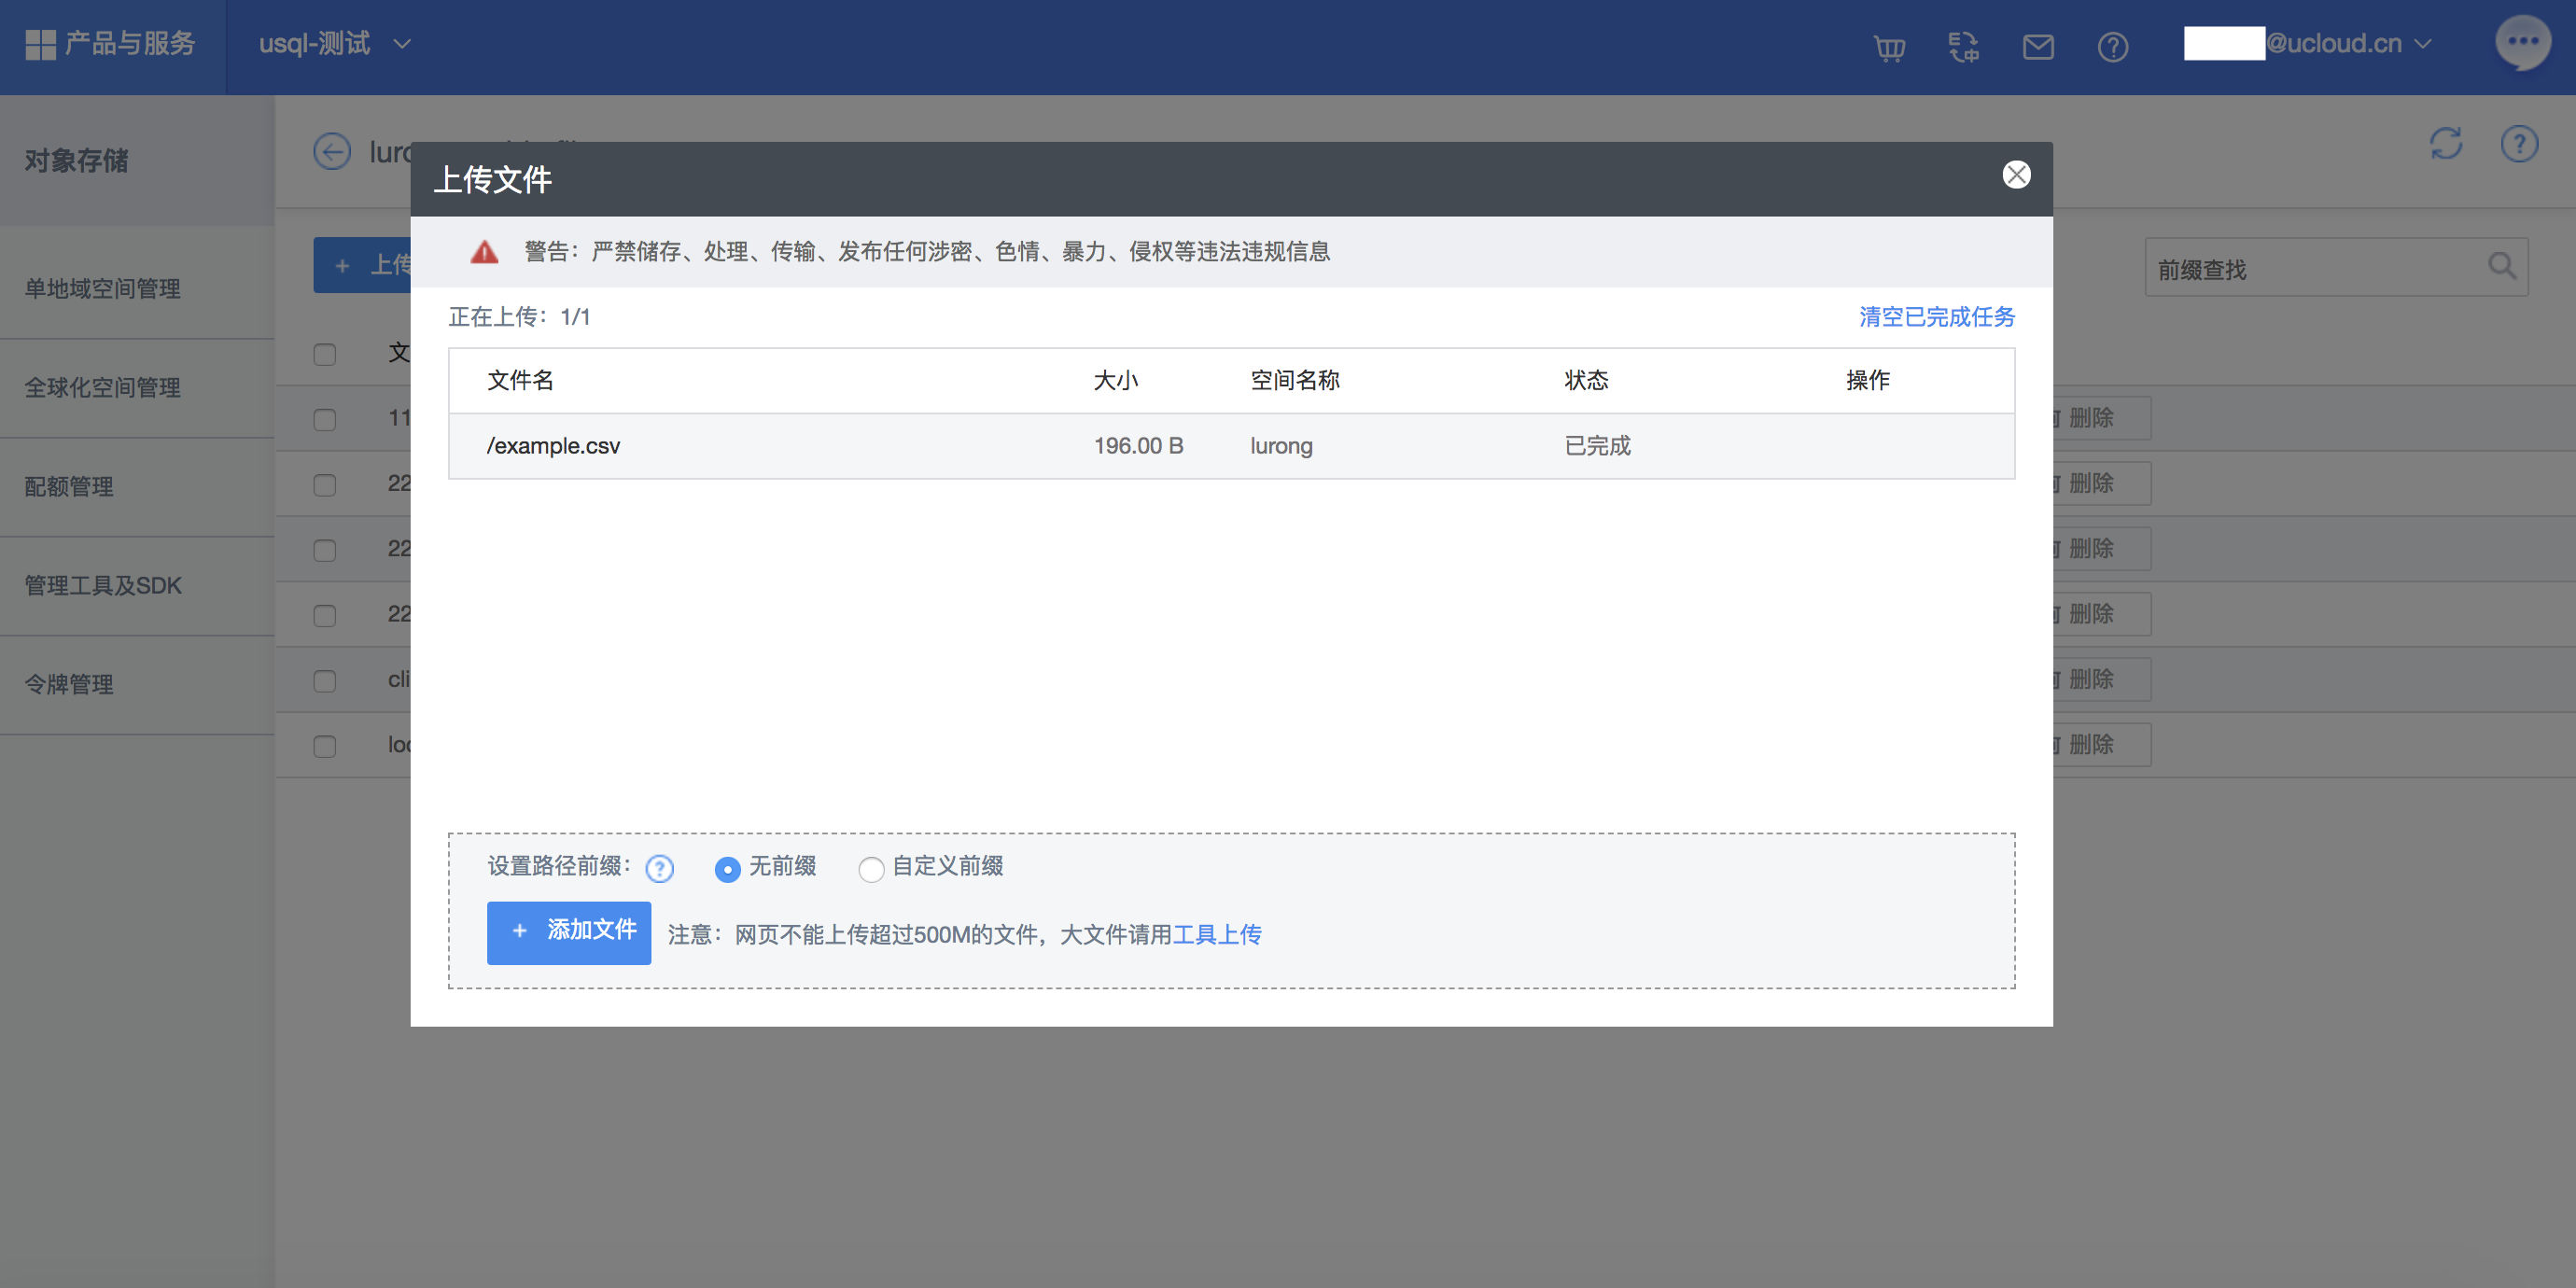 产品与服务
usql-测试
@ucloud.cn
对象存储
单地域空间管理
全球化空间管理
配额管理
管理工具及SDK
令牌管理
+ 上传
前缀查找
11
22
22
22
删除
删除
删除
删除
删除
删除
上传文件
警告：严禁储存、处理、传输、发布任何涉密、色情、暴力、侵权等违法违规信息
正在上传：1/1
清空已完成任务
文件名 大小 空间名称 状态 操作
/example.csv 196.00 B lurong 已完成
设置路径前缀： ? 无前缀 自定义前缀
+ 添加文件 注意：网页不能上传超过500M的文件，大文件请用工具上传